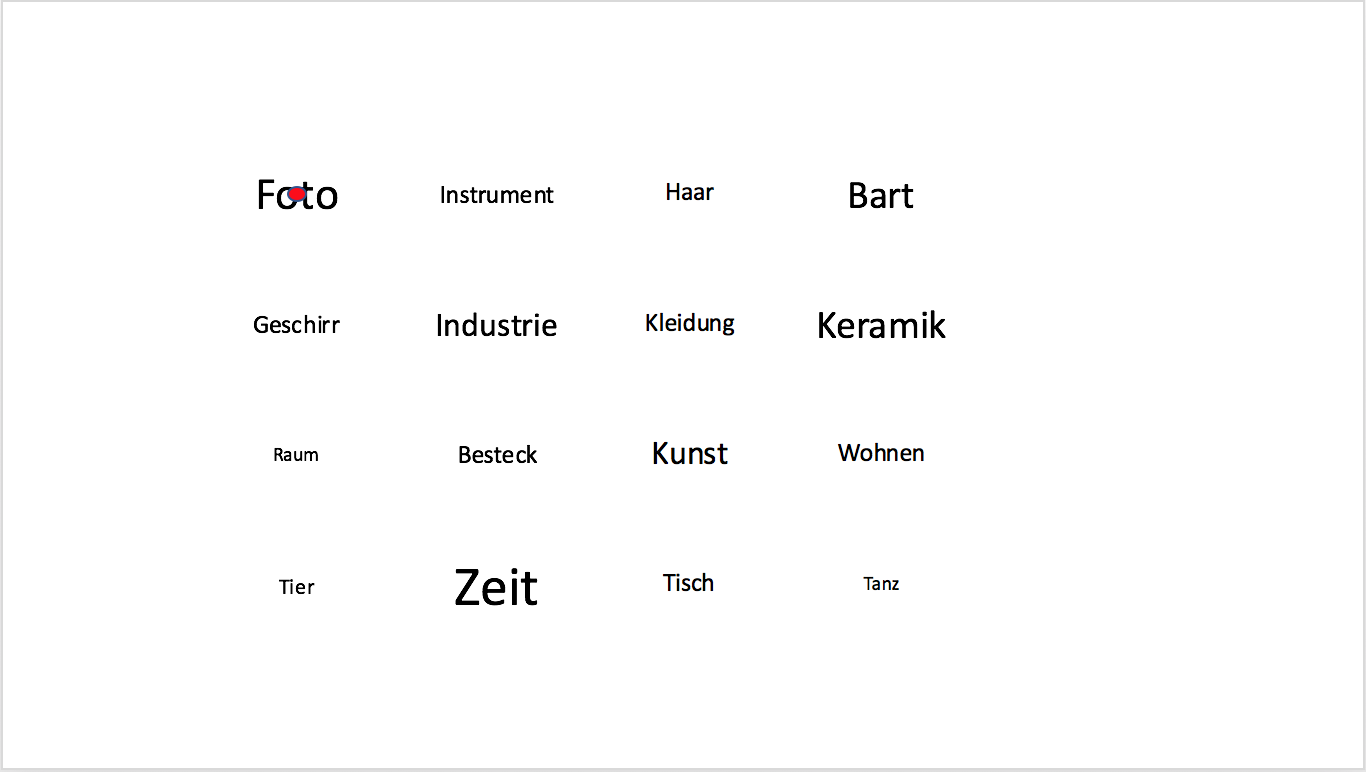 Foto Instrument Haar Bart
Geschirr Industrie Kleidung Keramik
Raum Besteck Kunst Wohnen
Tier Zeit Tisch Tanz